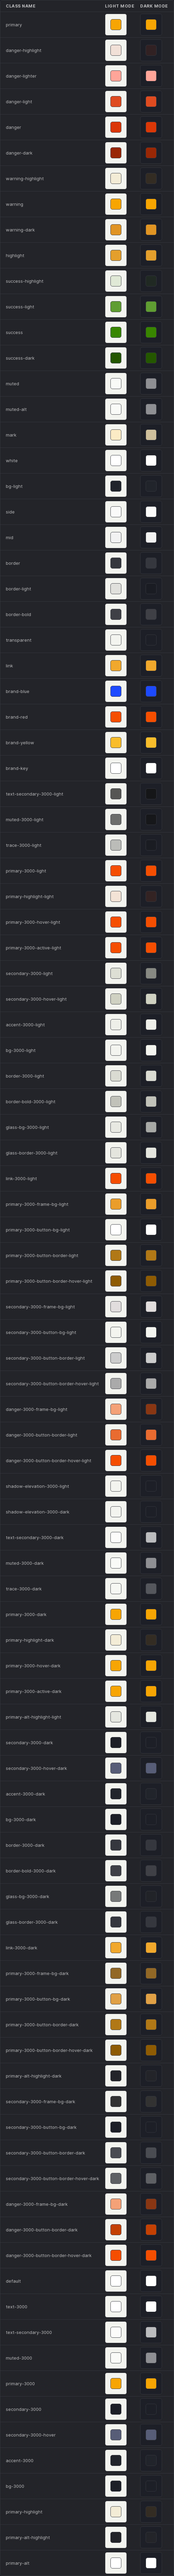 CLASS NAME LIGHT MODE DARK MODE
primary
danger-highlight
danger-lighter
danger-light
danger
danger-dark
warning-highlight
warning
warning-dark
highlight
success-highlight
success-light
success
success-dark
muted
muted-alt
mark
white
bg-light
side
mid
border
border-light
border-bold
transparent
link
brand-blue
brand-red
brand-yellow
brand-key
text-secondary-3000-light
muted-3000-light
trace-3000-light
primary-3000-light
primary-highlight-light
primary-3000-hover-light
primary-3000-active-light
secondary-3000-light
secondary-3000-hover-light
accent-3000-light
bg-3000-light
border-3000-light
border-bold-3000-light
glass-bg-3000-light
glass-border-3000-light
link-3000-light
primary-3000-frame-bg-light
primary-3000-button-bg-light
primary-3000-button-border-light
primary-3000-button-border-hover-light
secondary-3000-frame-bg-light
secondary-3000-button-bg-light
secondary-3000-button-border-light
secondary-3000-button-border-hover-light
danger-3000-frame-bg-light
danger-3000-button-border-light
danger-3000-button-border-hover-light
shadow-elevation-3000-light
shadow-elevation-3000-dark
text-secondary-3000-dark
muted-3000-dark
trace-3000-dark
primary-3000-dark
primary-highlight-dark
primary-3000-hover-dark
primary-3000-active-dark
primary-alt-highlight-light
secondary-3000-dark
secondary-3000-hover-dark
accent-3000-dark
bg-3000-dark
border-3000-dark
border-bold-3000-dark
glass-bg-3000-dark
glass-border-3000-dark
link-3000-dark
primary-3000-frame-bg-dark
primary-3000-button-bg-dark
primary-3000-button-border-dark
primary-3000-button-border-hover-dark
primary-alt-highlight-dark
secondary-3000-frame-bg-dark
secondary-3000-button-bg-dark
secondary-3000-button-border-dark
secondary-3000-button-border-hover-dark
danger-3000-frame-bg-dark
danger-3000-button-border-dark
danger-3000-button-border-hover-dark
default
text-3000
text-secondary-3000
muted-3000
primary-3000
secondary-3000
secondary-3000-hover
accent-3000
bg-3000
primary-highlight
primary-alt-highlight
primary-alt